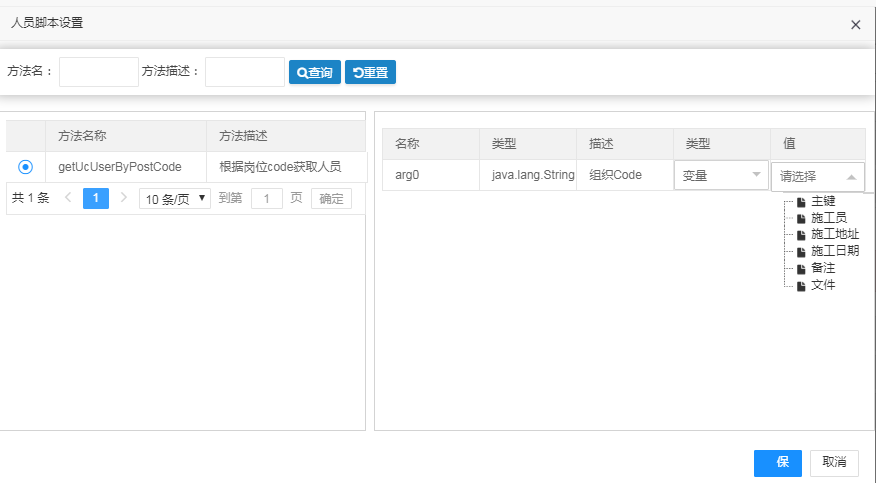 人员脚本设置
方法名： 方法描述： 查询 重置
方法名称 方法描述
getUcUserByPostCode 根据岗位code获取人员
共 1 条 1 10 条/页 到第 1 页 确定
名称 类型 描述 类型 值
arg0 java.lang.String 组织Code 变量 请选择
主键
施工员
施工地址
施工日期
备注
文件
保 取消